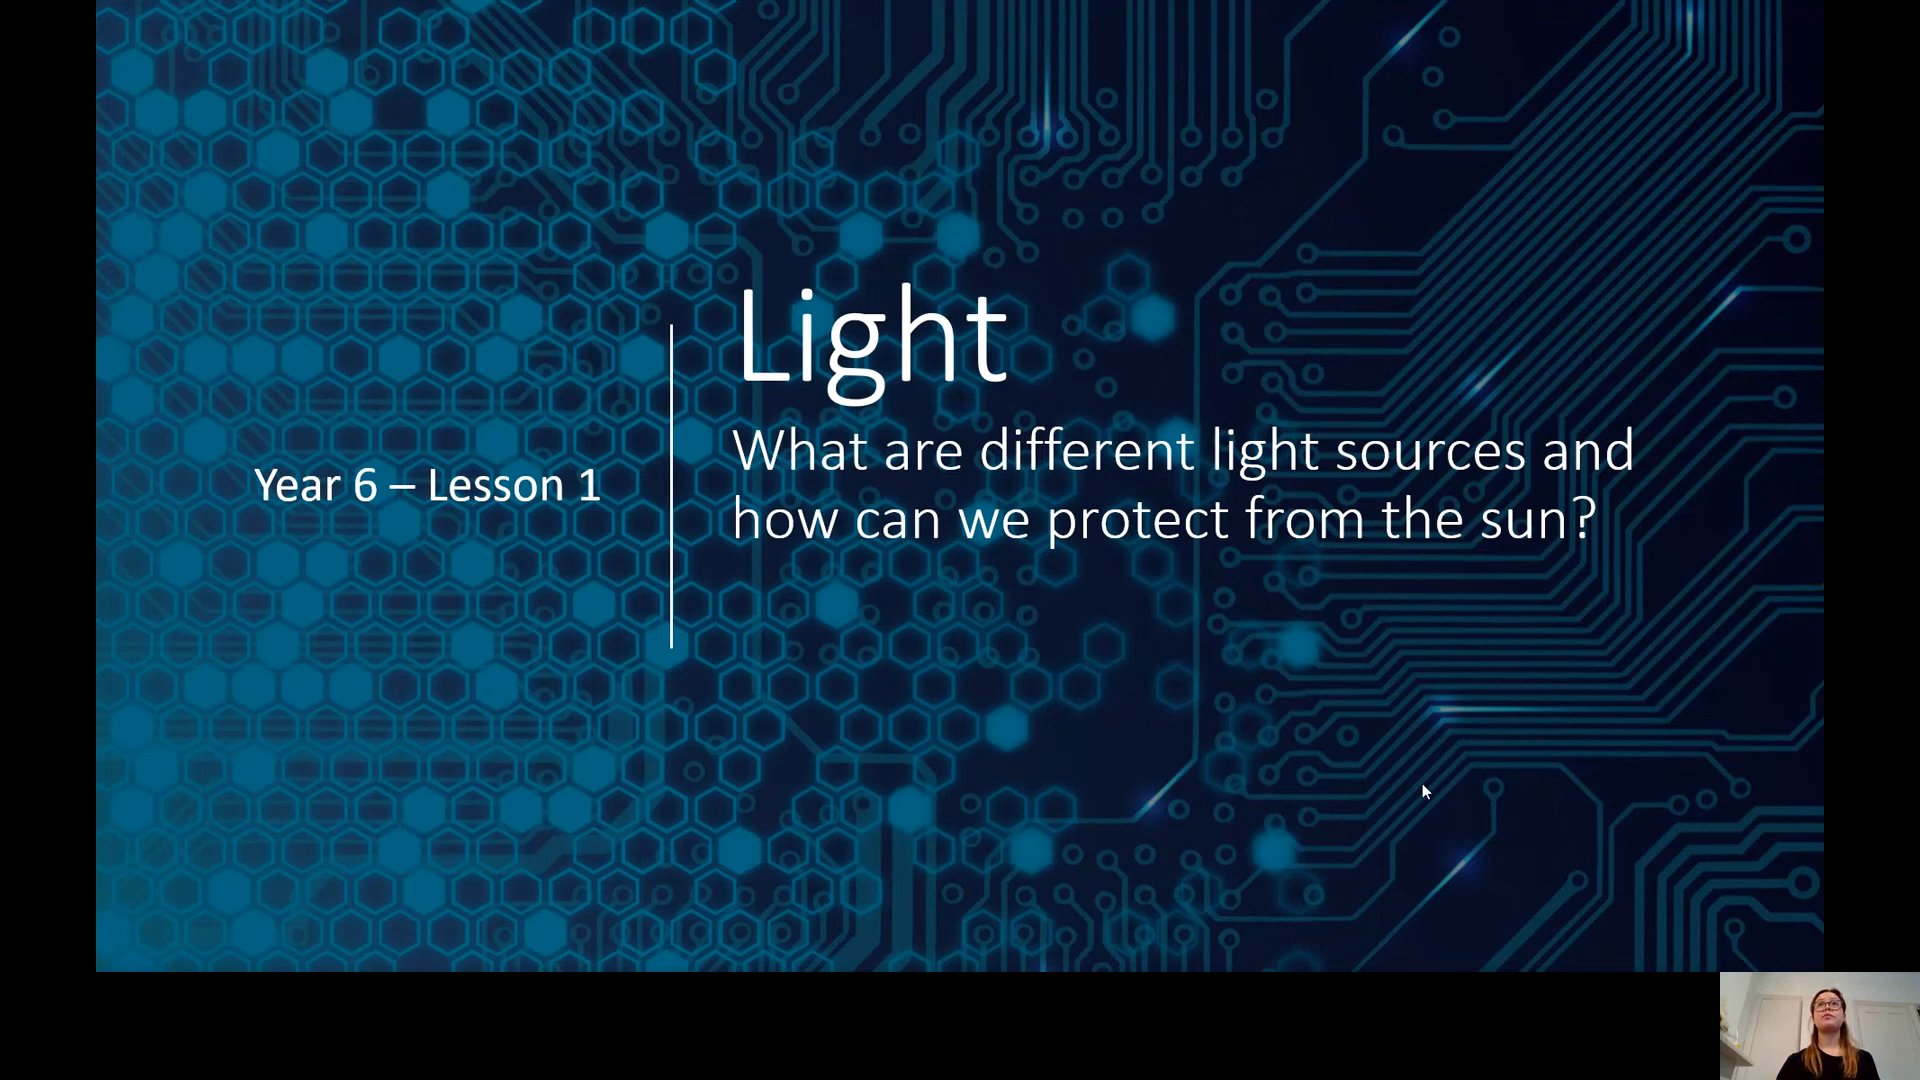 Year 6 – Lesson 1
Light
What are different light sources and
how can we protect from the sun?